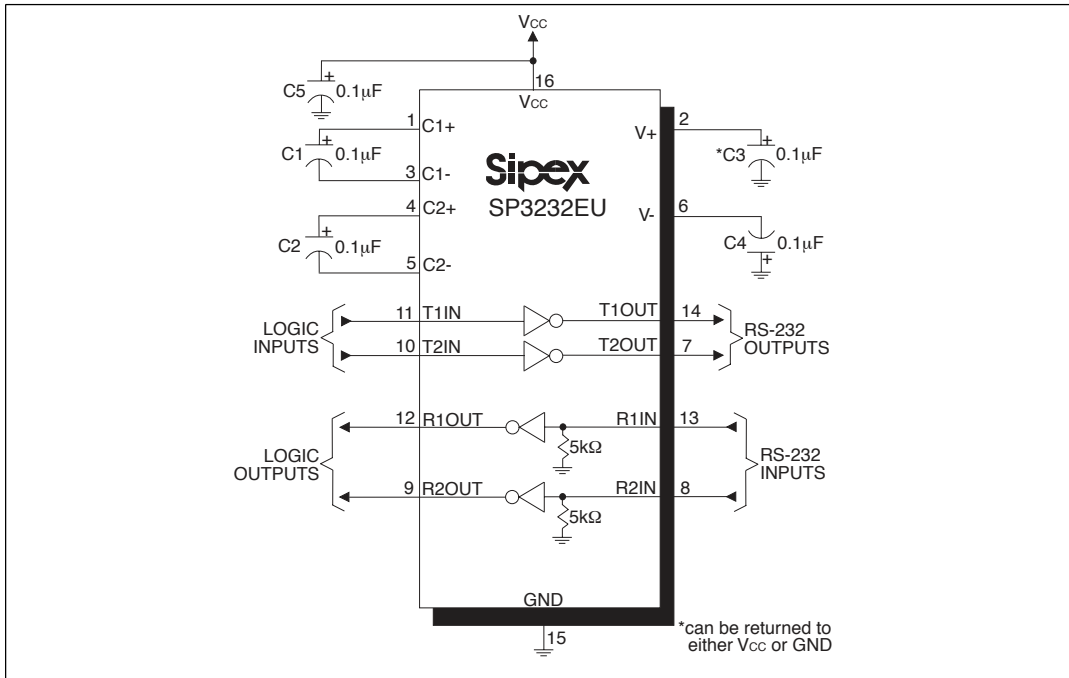 VCC
C5 + 0.1µF
16
VCC
1 C1+
C1 + 0.1µF
3 C1-
4 C2+
C2 + 0.1µF
5 C2-
Sipex
SP3232EU
V+ 2
*C3 + 0.1µF
V- 6
C4 0.1µF +
LOGIC
INPUTS
11 T1IN T1OUT 14
10 T2IN T2OUT 7
RS-232
OUTPUTS
LOGIC
OUTPUTS
12 R1OUT R1IN 13
5kΩ
9 R2OUT R2IN 8
5kΩ
RS-232
INPUTS
GND
15
*can be returned to
either VCC or GND